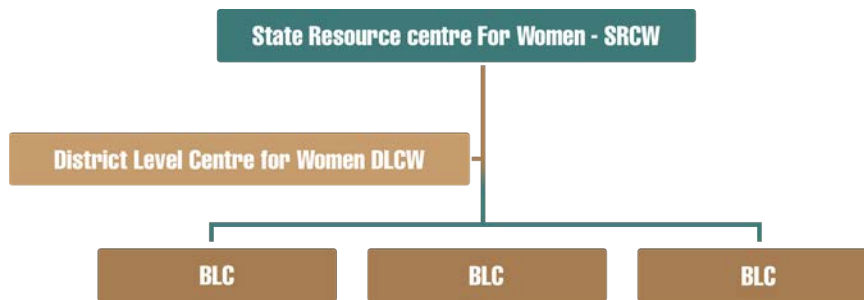 State Resource centre For Women - SRCW
District Level Centre for Women DLCW
BLC
BLC
BLC